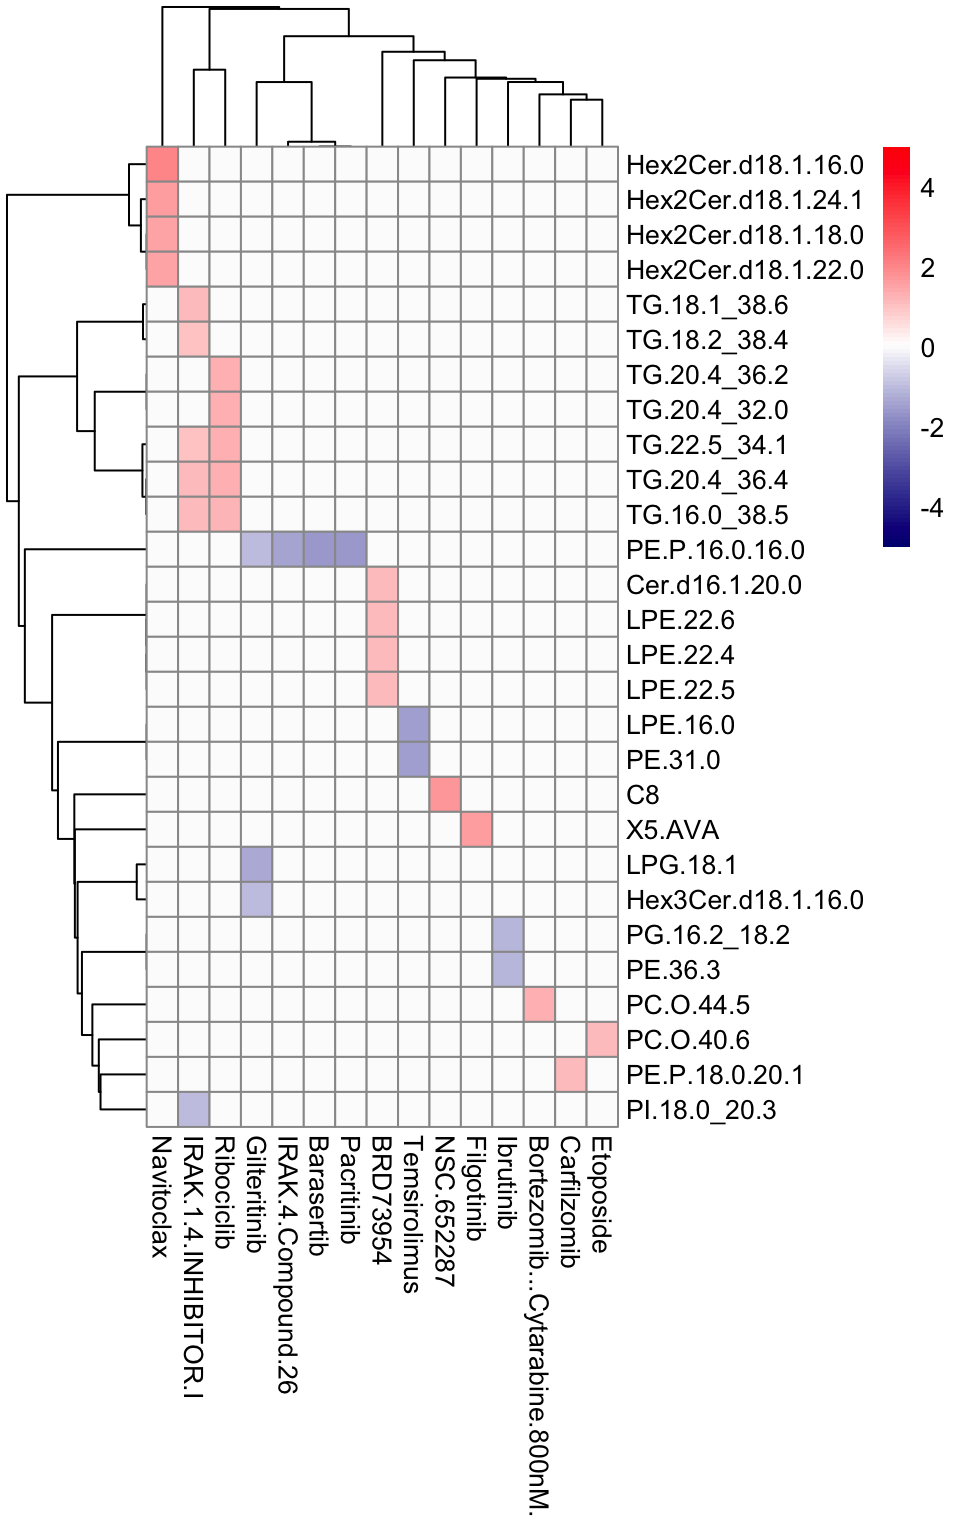 Hex2Cer.d18.1.16.0
Hex2Cer.d18.1.24.1
Hex2Cer.d18.1.18.0
Hex2Cer.d18.1.22.0
TG.18.1_38.6
TG.18.2_38.4
TG.20.4_36.2
TG.20.4_32.0
TG.22.5_34.1
TG.20.4_36.4
TG.16.0_38.5
PE.P.16.0.16.0
Cer.d16.1.20.0
LPE.22.6
LPE.22.4
LPE.22.5
LPE.16.0
PE.31.0
C8
X5.AVA
LPG.18.1
Hex3Cer.d18.1.16.0
PG.16.2_18.2
PE.36.3
PC.O.44.5
PC.O.40.6
PE.P.18.0.20.1
PI.18.0_20.3
4
2
0
-2
-4
Navitoclax
IRAK.1.4.INHIBITOR.I
Ribociclib
Gilteritinib
IRAK.4.Compound.26
Barasertib
Pacritinib
BRD73954
Temsirolimus
NSC.652287
Filgotinib
Ibrutinib
Bortezomib...Cytarabine.800nM.
Carfilzomib
Etoposide